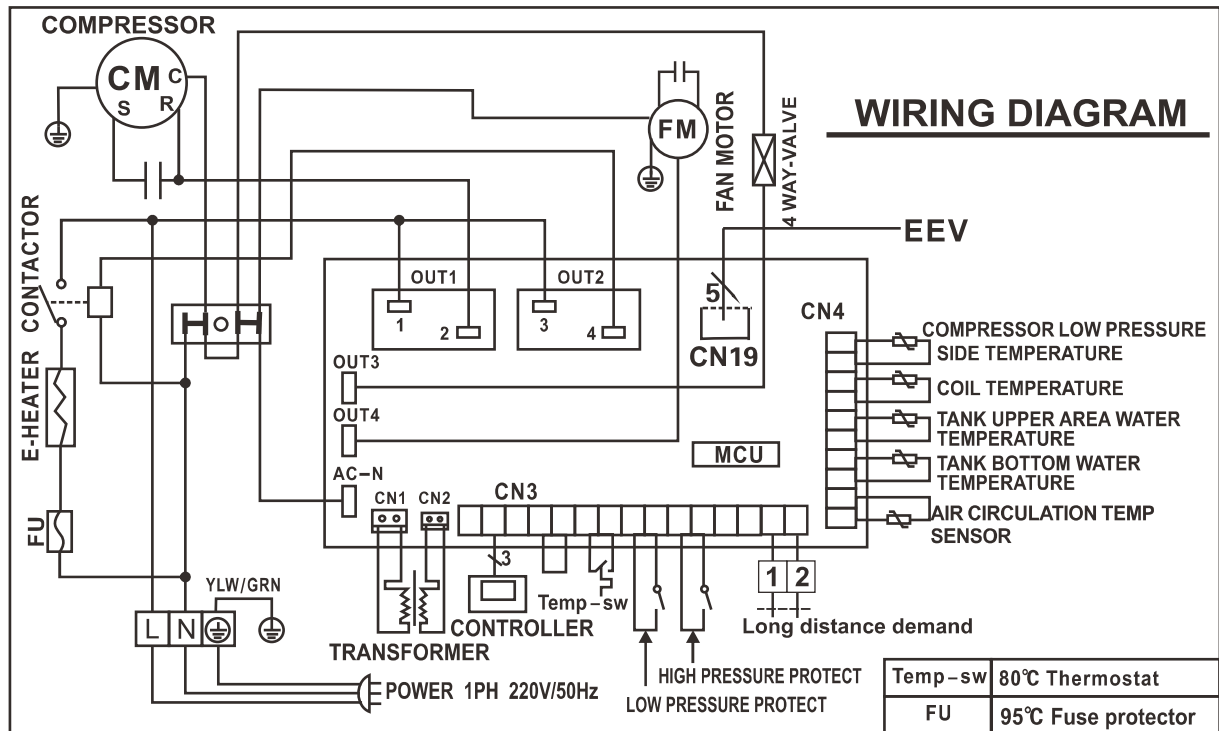 COMPRESSOR
CM
C
S
R
FM
FAN MOTOR
4 WAY-VALVE
WIRING DIAGRAM
EEV
E-HEATER CONTACTOR
OUT1
1
2
OUT2
3
4
5
CN19
CN4
COMPRESSOR LOW PRESSURE
SIDE TEMPERATURE
COIL TEMPERATURE
TANK UPPER AREA WATER
TEMPERATURE
TANK BOTTOM WATER
TEMPERATURE
AIR CIRCULATION TEMP
SENSOR
OUT3
OUT4
MCU
AC-N
CN1
CN2
CN3
FU
YLW/GRN
3
Temp-sw
1 2
CONTROLLER
Long distance demand
L N
TRANSFORMER
HIGH PRESSURE PROTECT
LOW PRESSURE PROTECT
POWER 1PH 220V/50Hz
Temp-sw 80℃ Thermostat
FU 95℃ Fuse protector